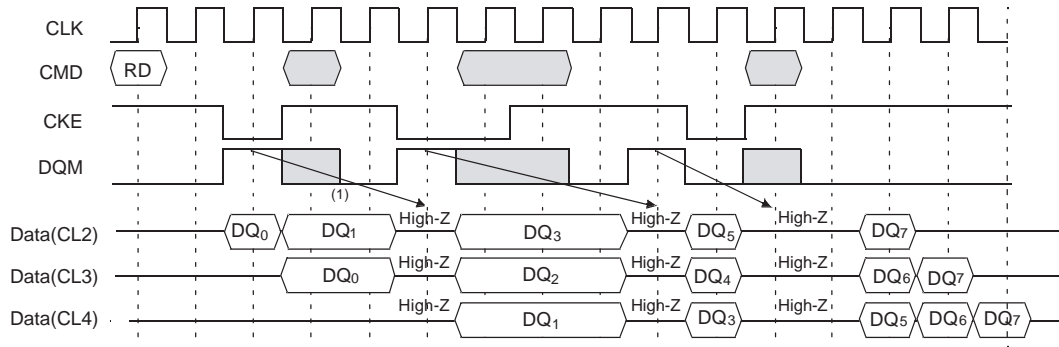 CLK
CMD RD
CKE
DQM
(1)
High-Z High-Z High-Z
Data(CL2) DQ0 DQ1 DQ3 DQ5 DQ7
High-Z High-Z High-Z
Data(CL3) DQ0 DQ2 DQ4 DQ6 DQ7
High-Z High-Z High-Z
Data(CL4) DQ1 DQ3 DQ5 DQ6 DQ7